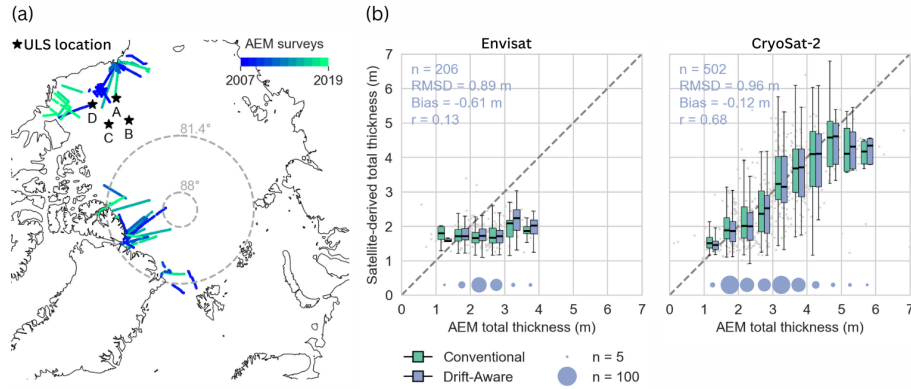 (a)
★ULS location
AEM surveys
2007
2019
D
A
C
B
81.4°
88°
(b)
Envisat
n = 206
RMSD = 0.89 m
Bias = -0.61 m
r = 0.13
Satellite-derived total thickness (m)
7
6
5
4
3
2
1
0
0 1 2 3 4 5 6 7
AEM total thickness (m)
CryoSat-2
n = 502
RMSD = 0.96 m
Bias = -0.12 m
r = 0.68
0 1 2 3 4 5 6 7
AEM total thickness (m)
Conventional
Drift-Aware
n = 5
n = 100